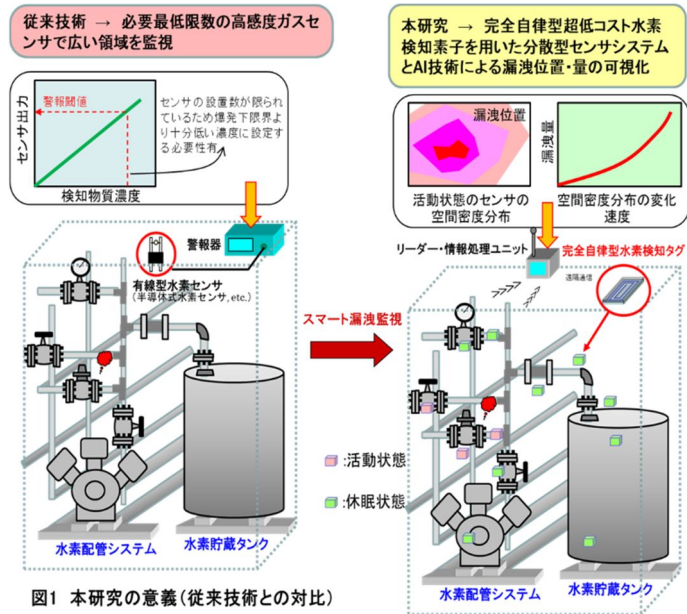 従来技術 → 必要最低限数の高感度ガスセ
ンサで広い領域を監視
センサ出力
警報閾値
検知物質濃度
センサの設置数が限られ
ているため爆発下限界よ
り十分低い濃度に設定す
る必要性有
警報器
有線型水素センサ
(半導体式水素センサ, etc.)
水素配管システム
水素貯蔵タンク
スマート漏洩監視
本研究 → 完全自律型超低コスト水素
検知素子を用いた分散型センサシステム
とAI技術による漏洩位置・量の可視化
漏洩位置
活動状態のセンサの
空間密度分布
漏洩量
空間密度分布の変化
速度
リーダー・情報処理ユニット
完全自律型水素検知タグ
遠隔通信
:活動状態
:休眠状態
水素配管システム
水素貯蔵タンク
図1 本研究の意義(従来技術との対比)